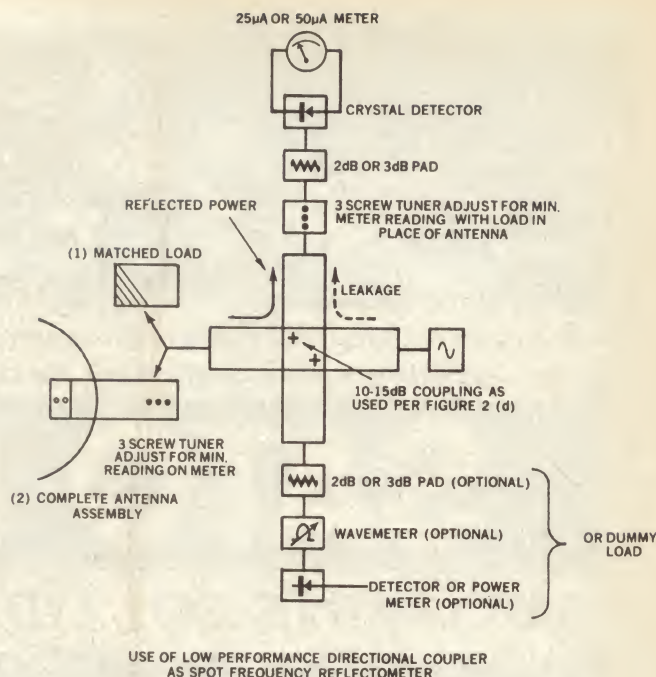 25µA OR 50µA METER
CRYSTAL DETECTOR
2dB OR 3dB PAD
REFLECTED POWER
3 SCREW TUNER ADJUST FOR MIN.
METER READING WITH LOAD IN
PLACE OF ANTENNA
(1) MATCHED LOAD
LEAKAGE
10-15dB COUPLING AS
USED PER FIGURE 2 (d)
3 SCREW TUNER
ADJUST FOR MIN.
READING ON METER
(2) COMPLETE ANTENNA
ASSEMBLY
2dB OR 3dB PAD (OPTIONAL)
WAVEMETER (OPTIONAL)
OR DUMMY
LOAD
DETECTOR OR POWER
METER (OPTIONAL)
USE OF LOW PERFORMANCE DIRECTIONAL COUPLER
AS SPOT FREQUENCY REFLECTOMETER